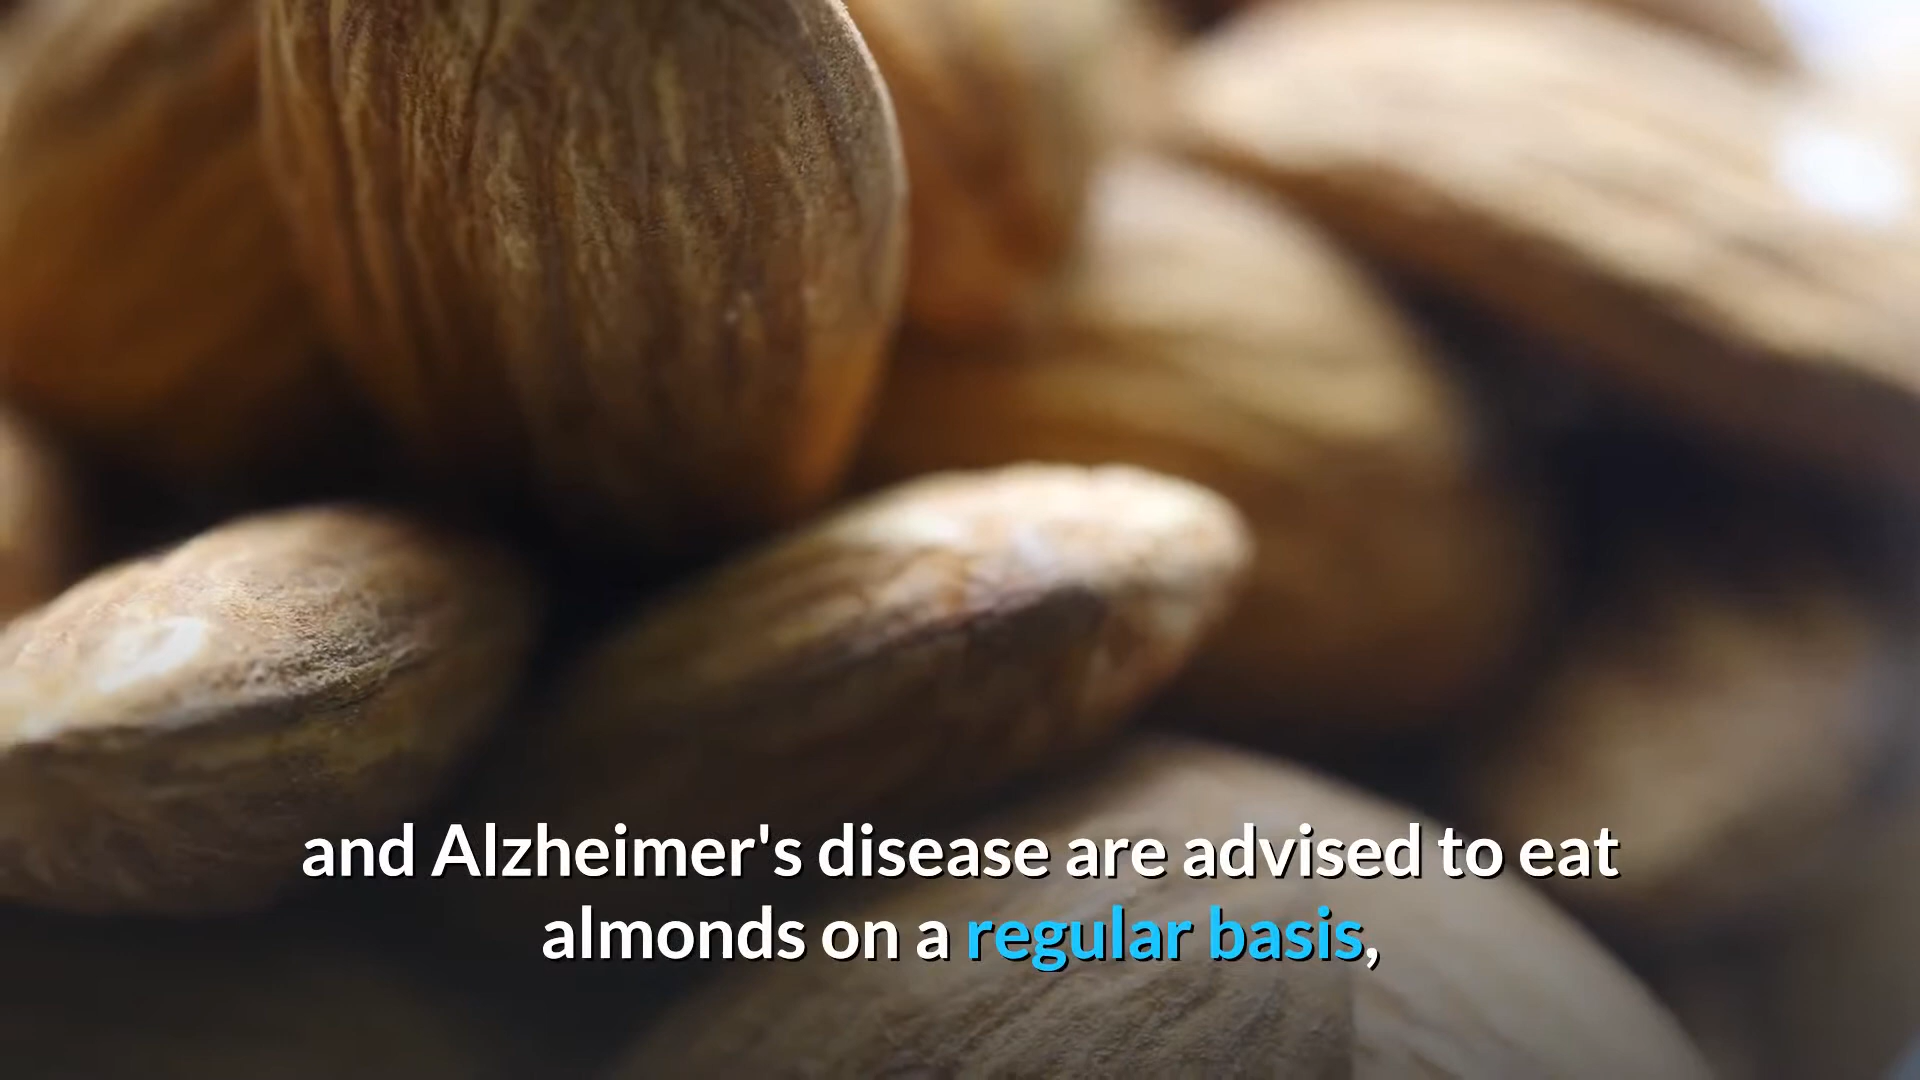 and Alzheimer's disease are advised to eat
almonds on a regular basis,